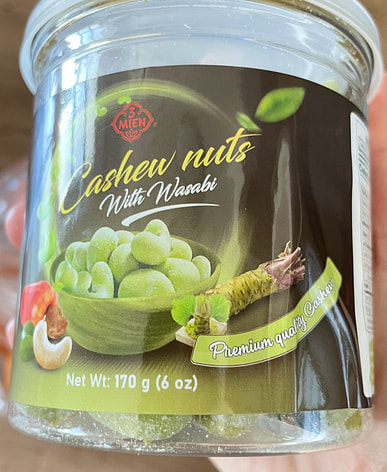 3
MIEN
Cashew nuts
With Wasabi
Premium quality Cashew
Net Wt: 170 g (6 oz)